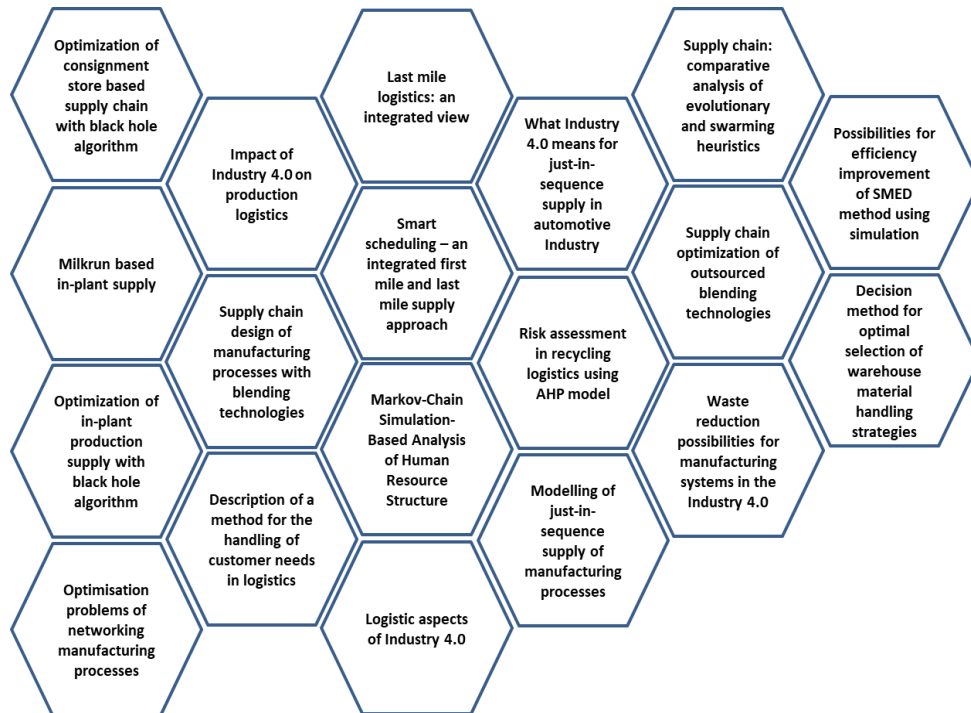 Optimization of
consignment
store based
supply chain
with black hole
algorithm
Milkrun based
in-plant supply
Optimization of
in-plant
production
supply with
black hole
algorithm
Optimisation
problems of
networking
manufacturing
processes
Impact of
Industry 4.0 on
production
logistics
Supply chain
design of
manufacturing
processes with
blending
technologies
Description of a
method for the
handling of
customer needs
in logistics
Last mile
logistics: an
integrated view
Smart
scheduling – an
integrated first
mile and last
mile supply
approach
Markov-Chain
Simulation-
Based Analysis
of Human
Resource
Structure
Logistic aspects
of Industry 4.0
What Industry
4.0 means for
just-in-
sequence
supply in
automotive
Industry
Risk assessment
in recycling
logistics using
AHP model
Modelling of
just-in-
sequence
supply of
manufacturing
processes
Supply chain:
comparative
analysis of
evolutionary
and swarming
heuristics
Supply chain
optimization of
outsourced
blending
technologies
Waste
reduction
possibilities for
manufacturing
systems in the
Industry 4.0
Possibilities for
efficiency
improvement
of SMED
method using
simulation
Decision
method for
optimal
selection of
warehouse
material
handling
strategies